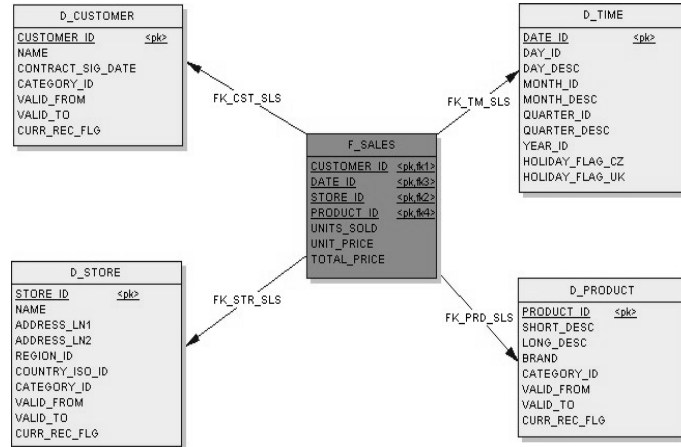 D_CUSTOMER
CUSTOMER_ID <pk>
NAME
CONTRACT_SIG_DATE
CATEGORY_ID
VALID_FROM
VALID_TO
CURR_REC_FLG
D_TIME
DATE_ID <pk>
DAY_ID
DAY_DESC
MONTH_ID
MONTH_DESC
QUARTER_ID
QUARTER_DESC
YEAR_ID
HOLIDAY_FLAG_CZ
HOLIDAY_FLAG_UK
FK_CST_SLS
FK_TM_SLS
F_SALES
CUSTOMER_ID <pk,fk1>
DATE_ID <pk,fk3>
STORE_ID <pk,fk2>
PRODUCT_ID <pk,fk4>
UNITS_SOLD
UNIT_PRICE
TOTAL_PRICE
FK_STR_SLS
FK_PRD_SLS
D_STORE
STORE_ID <pk>
NAME
ADDRESS_LN1
ADDRESS_LN2
REGION_ID
COUNTRY_ISO_ID
CATEGORY_ID
VALID_FROM
VALID_TO
CURR_REC_FLG
D_PRODUCT
PRODUCT_ID <pk>
SHORT_DESC
LONG_DESC
BRAND
CATEGORY_ID
VALID_FROM
VALID_TO
CURR_REC_FLG